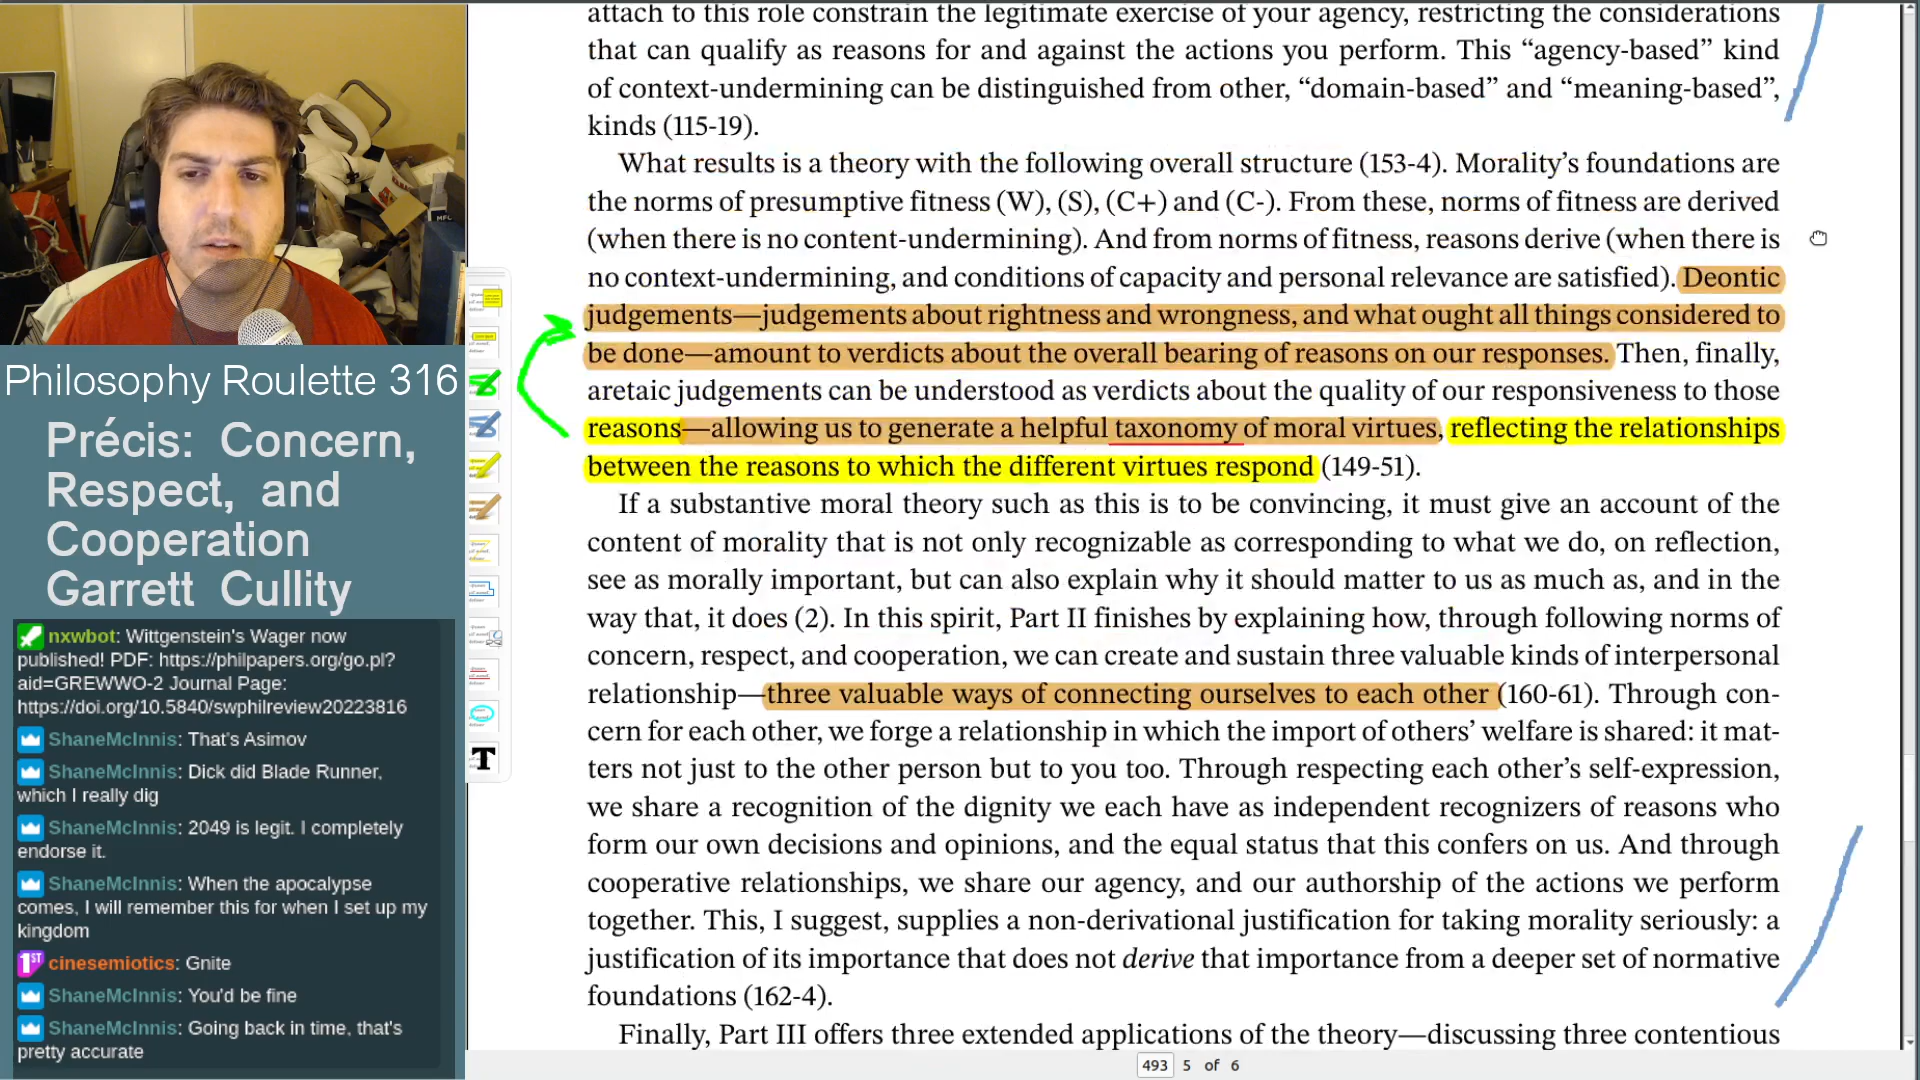 attach to this role constrain the legitimate exercise of your agency, restricting the considerations
that can qualify as reasons for and against the actions you perform. This “agency-based” kind
of context-undermining can be distinguished from other, “domain-based” and “meaning-based”,
kinds (115-19).
What results is a theory with the following overall structure (153-4). Morality’s foundations are
the norms of presumptive fitness (W), (S), (C+) and (C-). From these, norms of fitness are derived
(when there is no content-undermining). And from norms of fitness, reasons derive (when there is
no context-undermining, and conditions of capacity and personal relevance are satisfied). Deontic
judgements—judgements about rightness and wrongness, and what ought all things considered to
be done—amount to verdicts about the overall bearing of reasons on our responses. Then, finally,
aretaic judgements can be understood as verdicts about the quality of our responsiveness to those
reasons—allowing us to generate a helpful taxonomy of moral virtues, reflecting the relationships
between the reasons to which the different virtues respond (149-51).
If a substantive moral theory such as this is to be convincing, it must give an account of the
content of morality that is not only recognizable as corresponding to what we do, on reflection,
see as morally important, but can also explain why it should matter to us as much as, and in the
way that, it does (2). In this spirit, Part II finishes by explaining how, through following norms of
concern, respect, and cooperation, we can create and sustain three valuable kinds of interpersonal
relationship—three valuable ways of connecting ourselves to each other (160-61). Through con-
cern for each other, we forge a relationship in which the import of others’ welfare is shared: it mat-
ters not just to the other person but to you too. Through respecting each other’s self-expression,
we share a recognition of the dignity we each have as independent recognizers of reasons who
form our own decisions and opinions, and the equal status that this confers on us. And through
cooperative relationships, we share our agency, and our authorship of the actions we perform
together. This, I suggest, supplies a non-derivational justification for taking morality seriously: a
justification of its importance that does not derive that importance from a deeper set of normative
foundations (162-4).
Finally, Part III offers three extended applications of the theory—discussing three contentious
493 5 of 6
T
Philosophy Roulette 316
Précis: Concern,
Respect, and
Cooperation
Garrett Cullity
nxwbot: Wittgenstein's Wager now
published! PDF: https://philpapers.org/go.pl?
aid=GREWWO-2 Journal Page:
https://doi.org/10.5840/swphilreview20223816
ShaneMcInnis: That's Asimov
ShaneMcInnis: Dick did Blade Runner,
which I really dig
ShaneMcInnis: 2049 is legit. I completely
endorse it.
ShaneMcInnis: When the apocalypse
comes, I will remember this for when I set up my
kingdom
1ST cinesemiotics: Gnite
ShaneMcInnis: You'd be fine
ShaneMcInnis: Going back in time, that's
pretty accurate